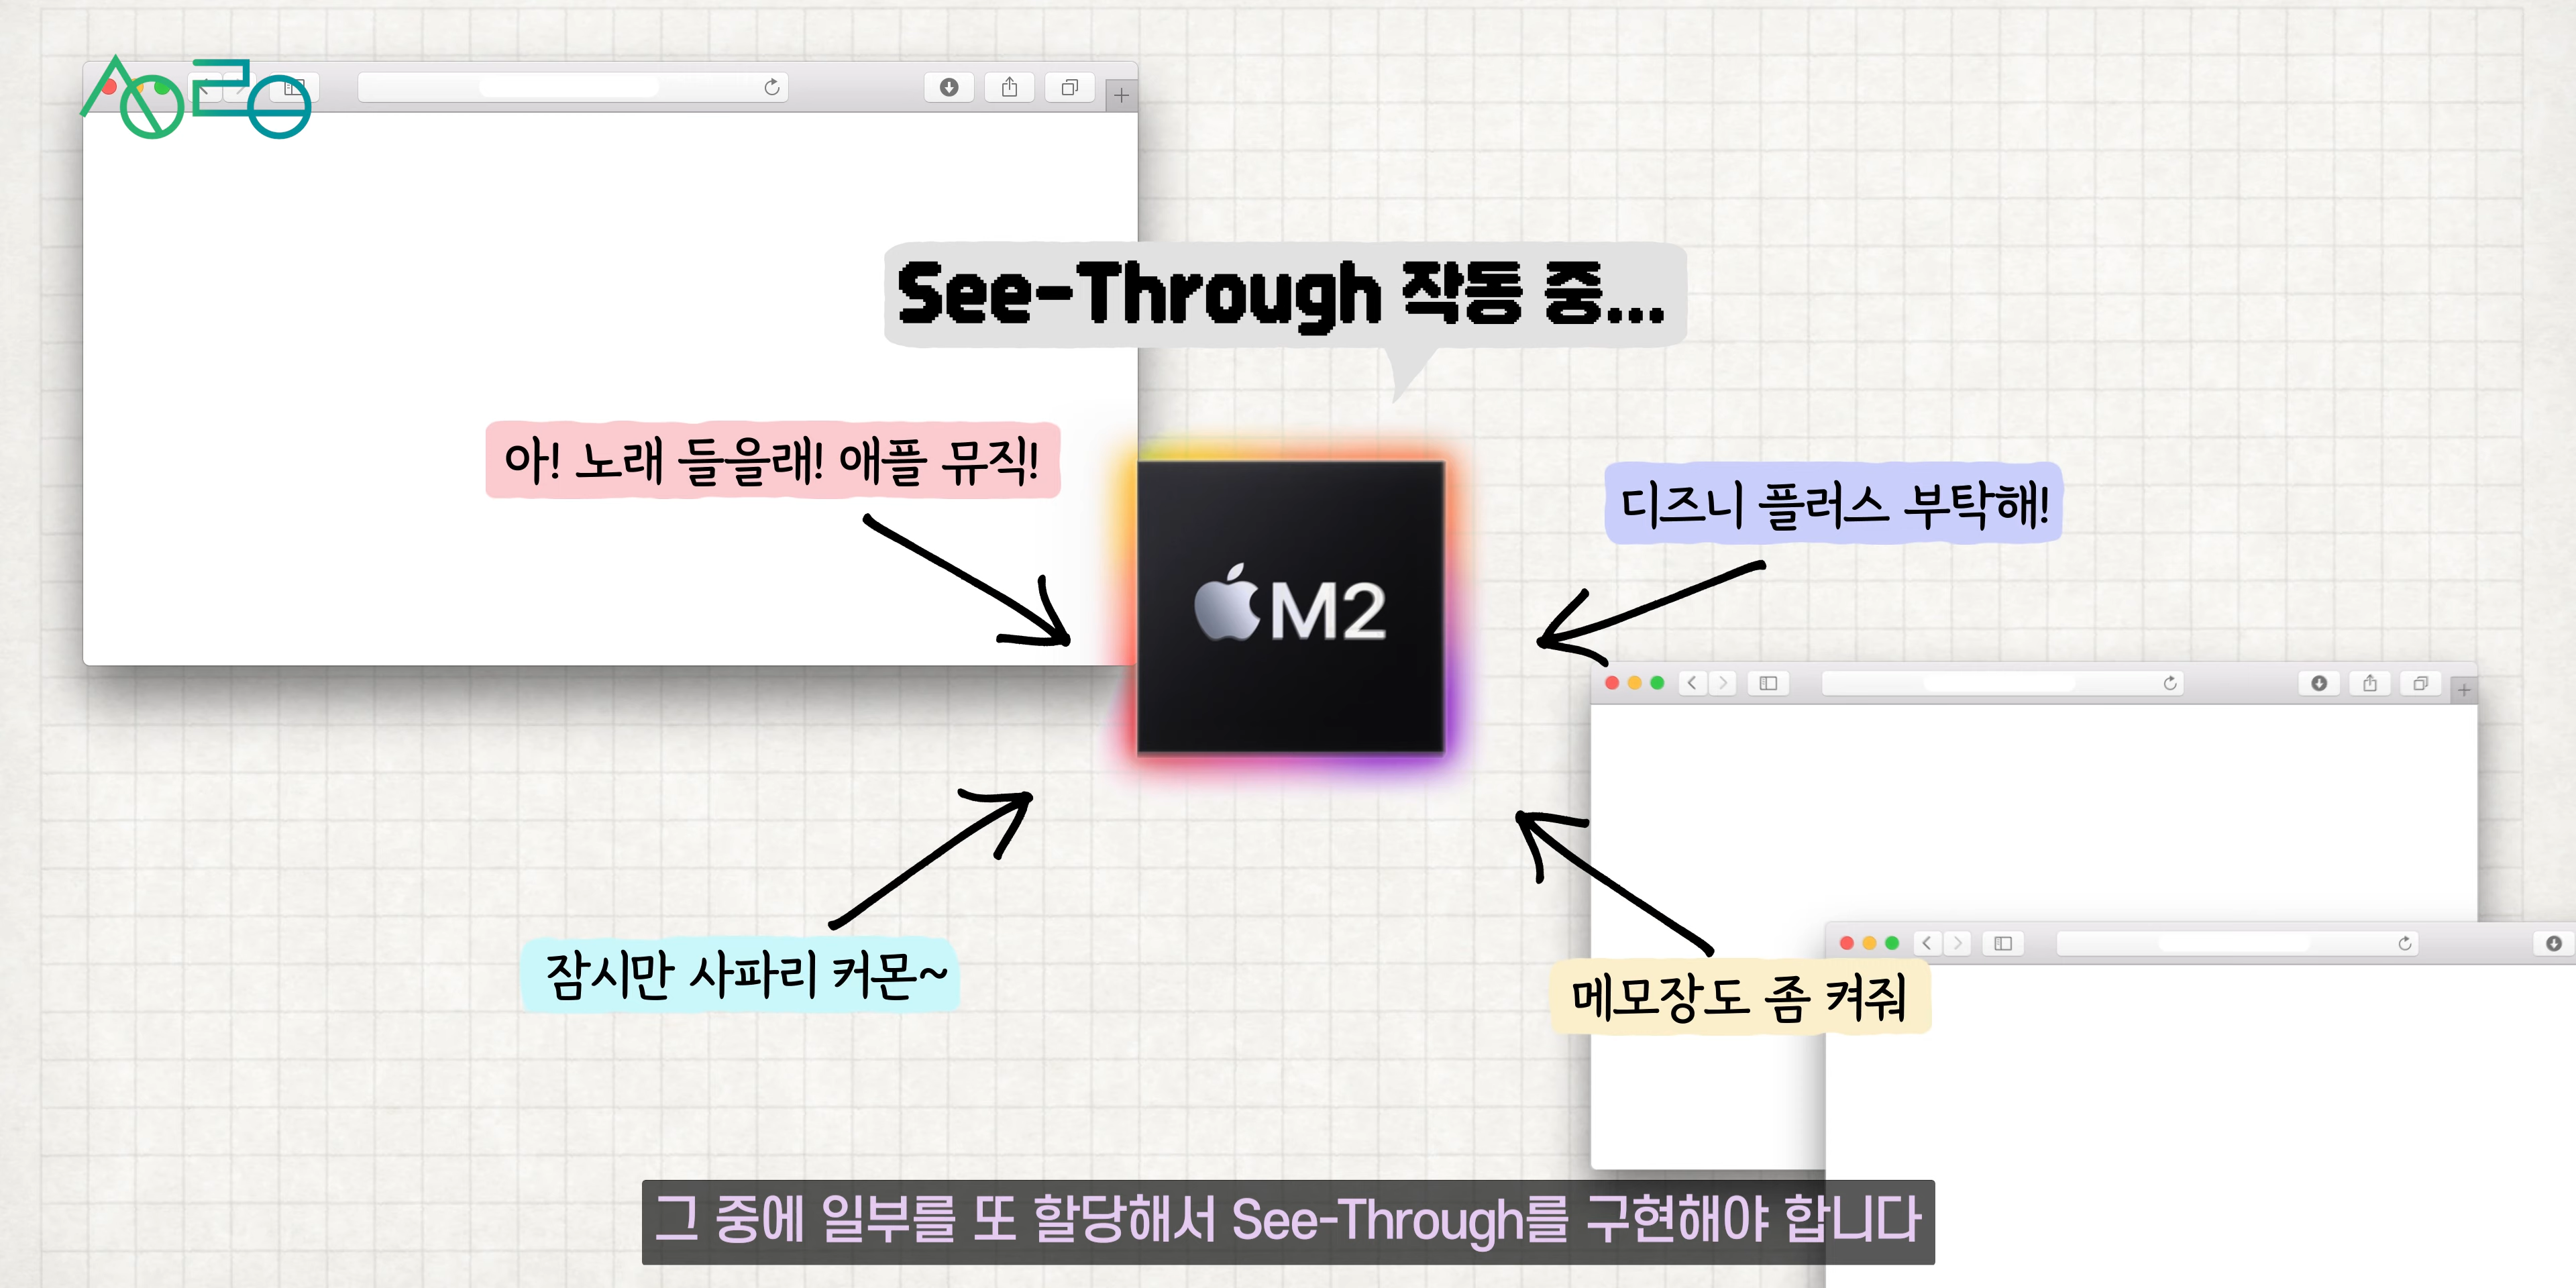 See-Through 작동 중...
아! 노래 들을래! 애플 뮤직!
디즈니 플러스 부탁해!
M2
잠시만 사파리 커몬~
메모장도 좀 켜줘
그 중에 일부를 또 할당해서 See-Through를 구현해야 합니다